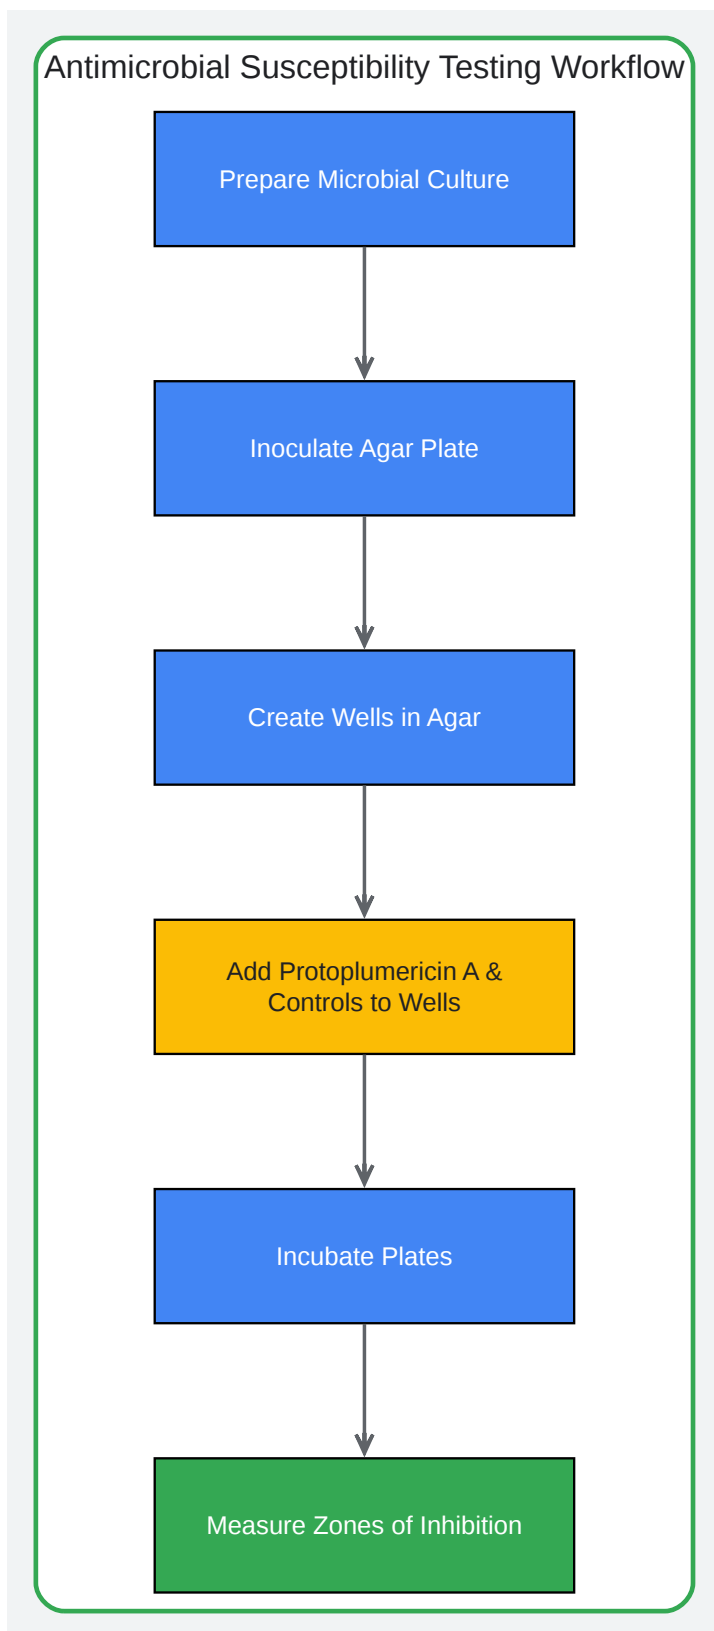 Antimicrobial Susceptibility Testing Workflow
Prepare Microbial Culture
Inoculate Agar Plate
Create Wells in Agar
Add Protoplumericin A &
Controls to Wells
Incubate Plates
Measure Zones of Inhibition